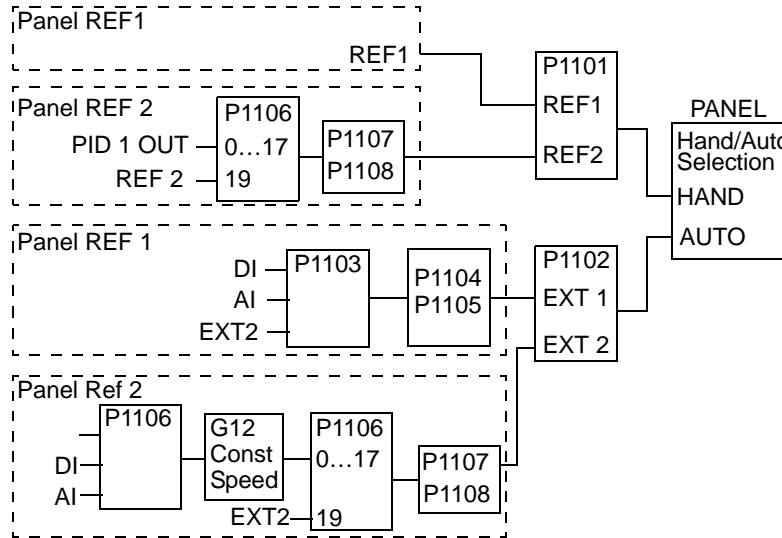 Panel REF1
REF1
Panel REF 2
P1106
PID 1 OUT
0…17
REF 2
19
P1107
P1108
P1101
REF1
REF2
PANEL
Hand/Auto
Selection
HAND
AUTO
Panel REF 1
DI
AI
EXT2
P1103
P1104
P1105
P1102
EXT 1
EXT 2
Panel Ref 2
P1106
DI
AI
G12
Const
Speed
P1106
0…17
EXT2
19
P1107
P1108